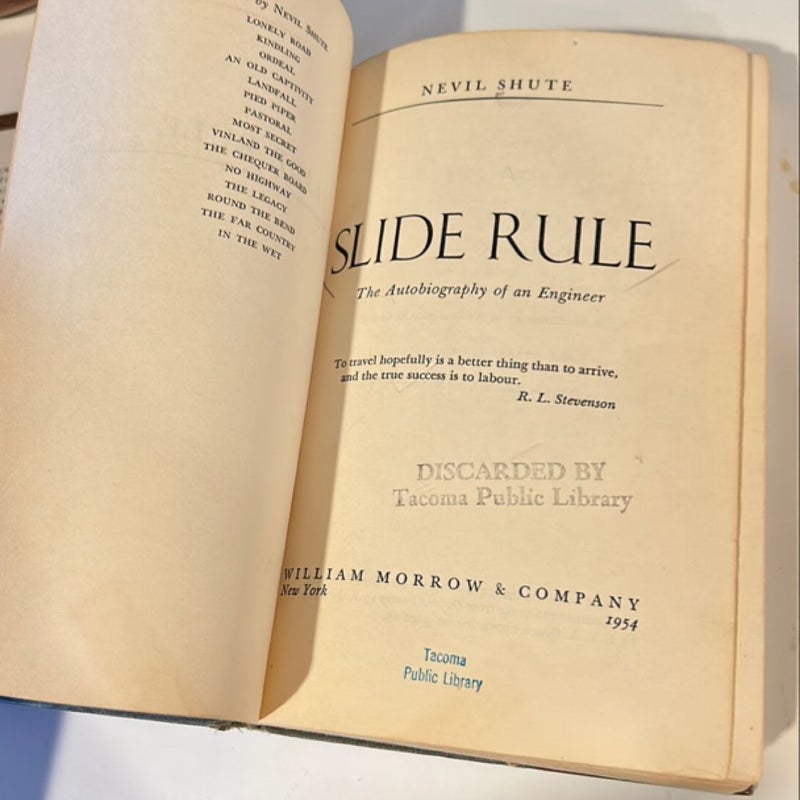 by NEVIL SHUTE
LONELY ROAD
KINDLING
ORDEAL
AN OLD CAPTIVITY
LANDFALL
PIED PIPER
PASTORAL
MOST SECRET
VINLAND THE GOOD
THE CHEQUER BOARD
NO HIGHWAY
THE LEGACY
ROUND THE BEND
THE FAR COUNTRY
IN THE WET
NEVIL SHUTE
SLIDE RULE
The Autobiography of an Engineer
To travel hopefully is a better thing than to arrive,
and the true success is to labour.
R. L. Stevenson
DISCARDED BY
Tacoma Public Library
WILLIAM MORROW & COMPANY
New York
1954
Tacoma
Public Library